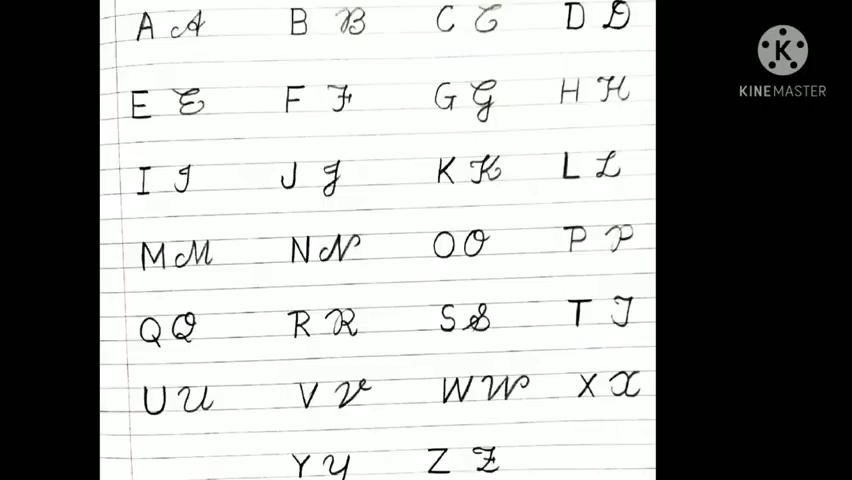 A A B B C C D D
E E F F G G H H
I I J J K K L L
M M N N O O P P
Q Q R R S S T T
U U V V W W X X
Y Y Z Z
K
KINEMASTER